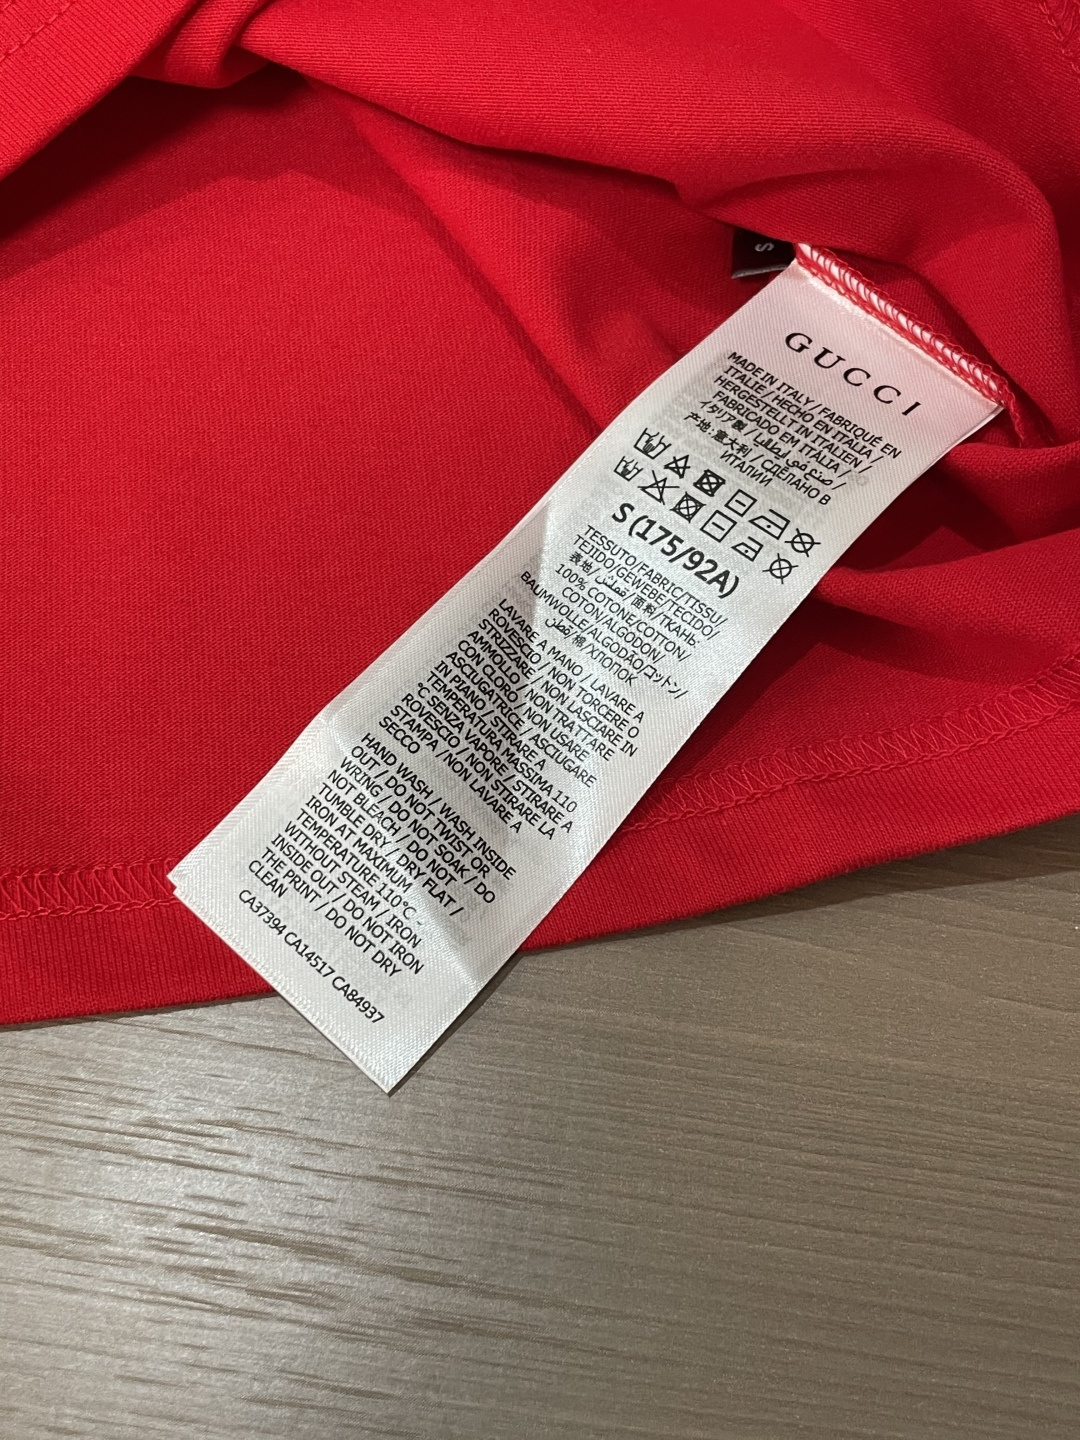 S
GUCCI
MADE IN ITALY / FABRIQUÉ EN
ITALIE / HECHO EN ITALIA /
HERGESTELLT IN ITALIEN /
FABRICADO EM ITÁLIA /
イタリア製 / صنع في إيطاليا /
产地:意大利 / СДЕЛАНО В
ИТАЛИИ
S (175/92A)
TESSUTO/FABRIC/TISSU/
TEJIDO/GEWEBE/TECIDO/
表地/قماش/面料/ТКАНЬ:
100% COTONE/COTTON/
COTON/ALGODON/
BAUMWOLLE/ALGODÃO/コットン/
قطن/棉/ХЛОПОК
LAVARE A MANO / LAVARE A
ROVESCIO / NON TORCERE O
STRIZZARE / NON LASCIARE IN
AMMOLLO / NON TRATTARE
CON CLORO / NON USARE
ASCIUGATRICE / ASCIUGARE
IN PIANO / STIRARE A
TEMPERATURA MASSIMA 110
°C SENZA VAPORE / STIRARE A
ROVESCIO / NON STIRARE LA
STAMPA / NON LAVARE A
SECCO
HAND WASH / WASH INSIDE
OUT / DO NOT TWIST OR
WRING / DO NOT SOAK / DO
NOT BLEACH / DO NOT
TUMBLE DRY / DRY FLAT /
IRON AT MAXIMUM
TEMPERATURE 110°C -
WITHOUT STEAM / IRON
INSIDE OUT / DO NOT IRON
THE PRINT / DO NOT DRY
CLEAN
CA37394 CA14517 CA84937